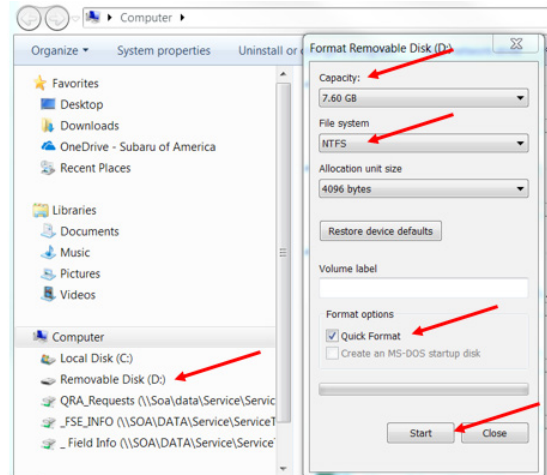 Computer
Organize
System properties
Uninstall or
Favorites
Desktop
Downloads
OneDrive - Subaru of America
Recent Places
Libraries
Documents
Music
Pictures
Videos
Computer
Local Disk (C:)
Removable Disk (D:)
QRA_Requests (\\Soa\data\Service\Servic
_FSE_INFO (\\SOA\DATA\Service\ServiceT
_ Field Info (\\SOA\DATA\Service\Service
Format Removable Disk (D:)
Capacity:
7.60 GB
File system
NTFS
Allocation unit size
4096 bytes
Restore device defaults
Volume label
Format options
Quick Format
Create an MS-DOS startup disk
Start
Close